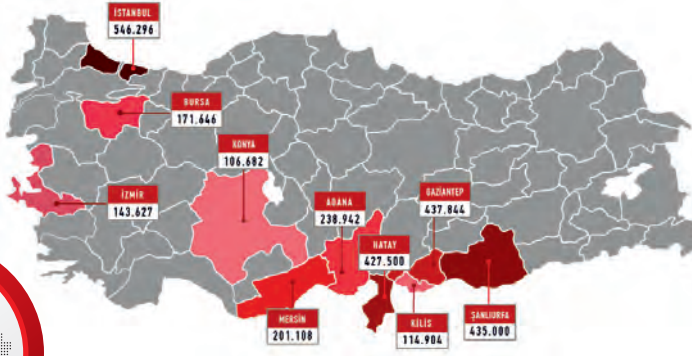 İSTANBUL
546.296
BURSA
171.646
KONYA
106.682
İZMİR
143.627
ADANA
238.942
GAZİANTEP
437.844
HATAY
427.500
MERSİN
201.108
KİLİS
114.904
ŞANLIURFA
435.000